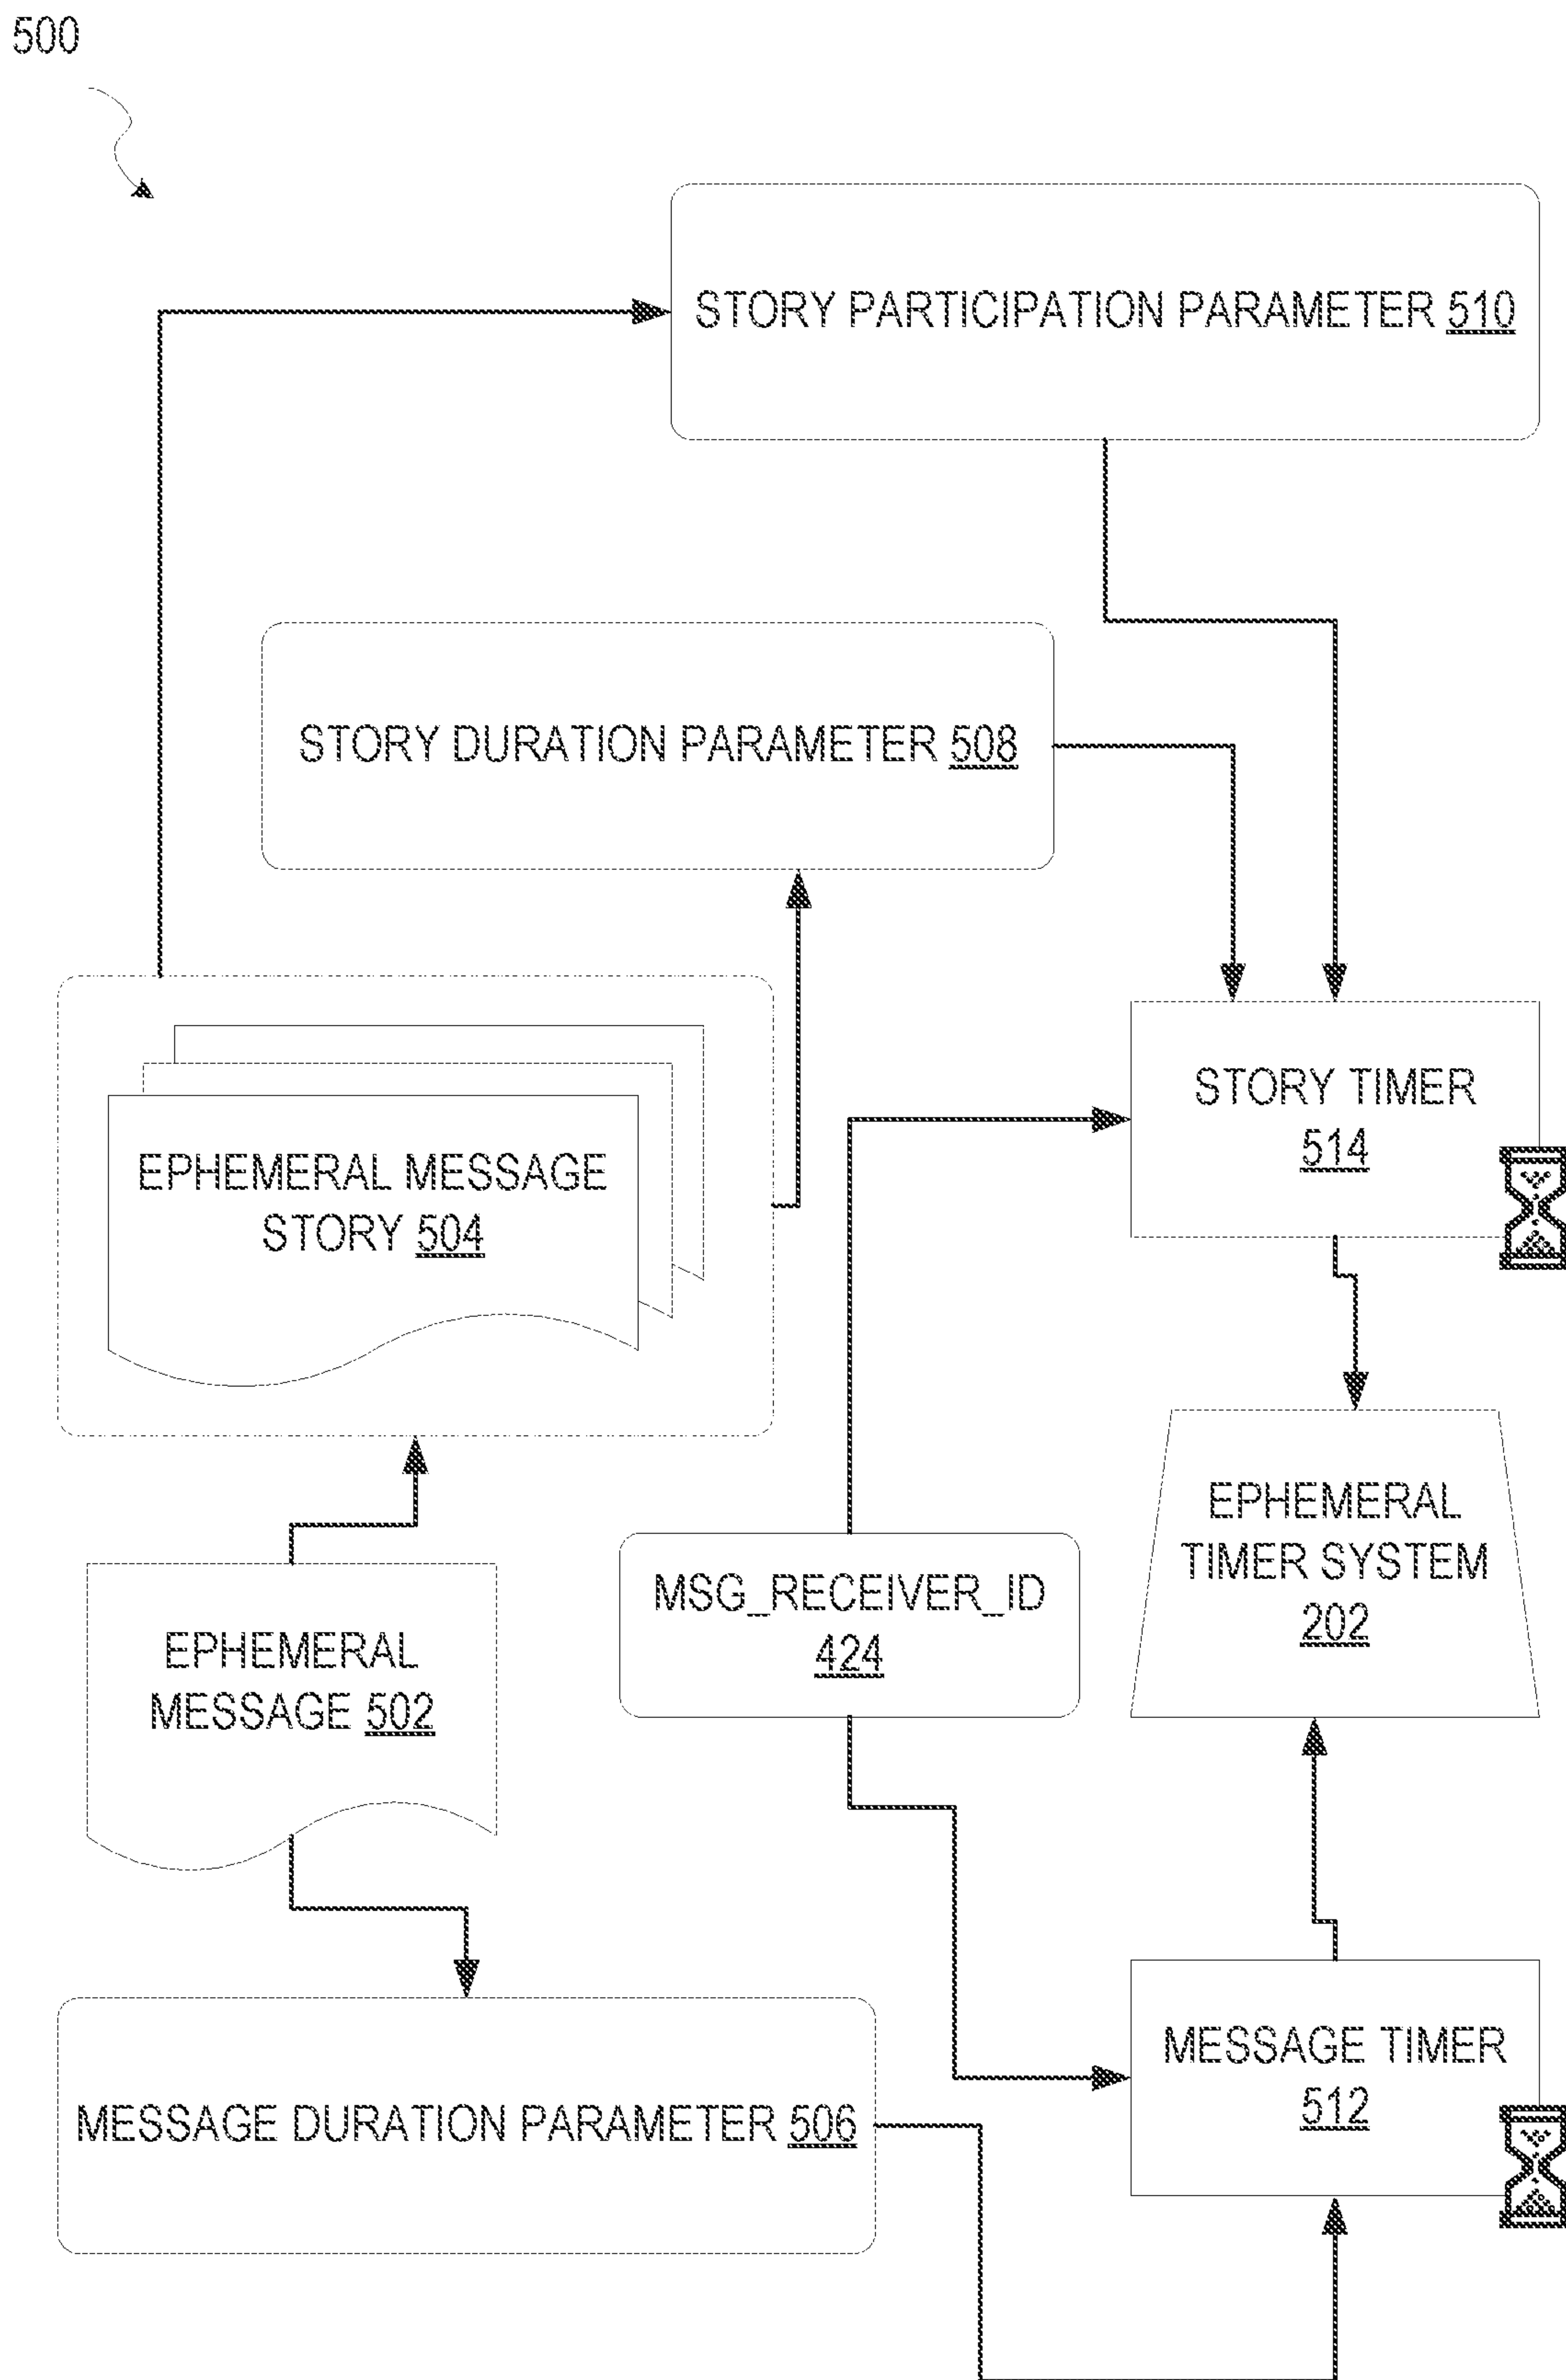 500
STORY PARTICIPATION PARAMETER 510
STORY DURATION PARAMETER 508
STORY TIMER
514
EPHEMERAL MESSAGE
STORY 504
EPHEMERAL
TIMER SYSTEM
202
MSG_RECEIVER_ID
424
EPHEMERAL
MESSAGE 502
MESSAGE TIMER
512
MESSAGE DURATION PARAMETER 506